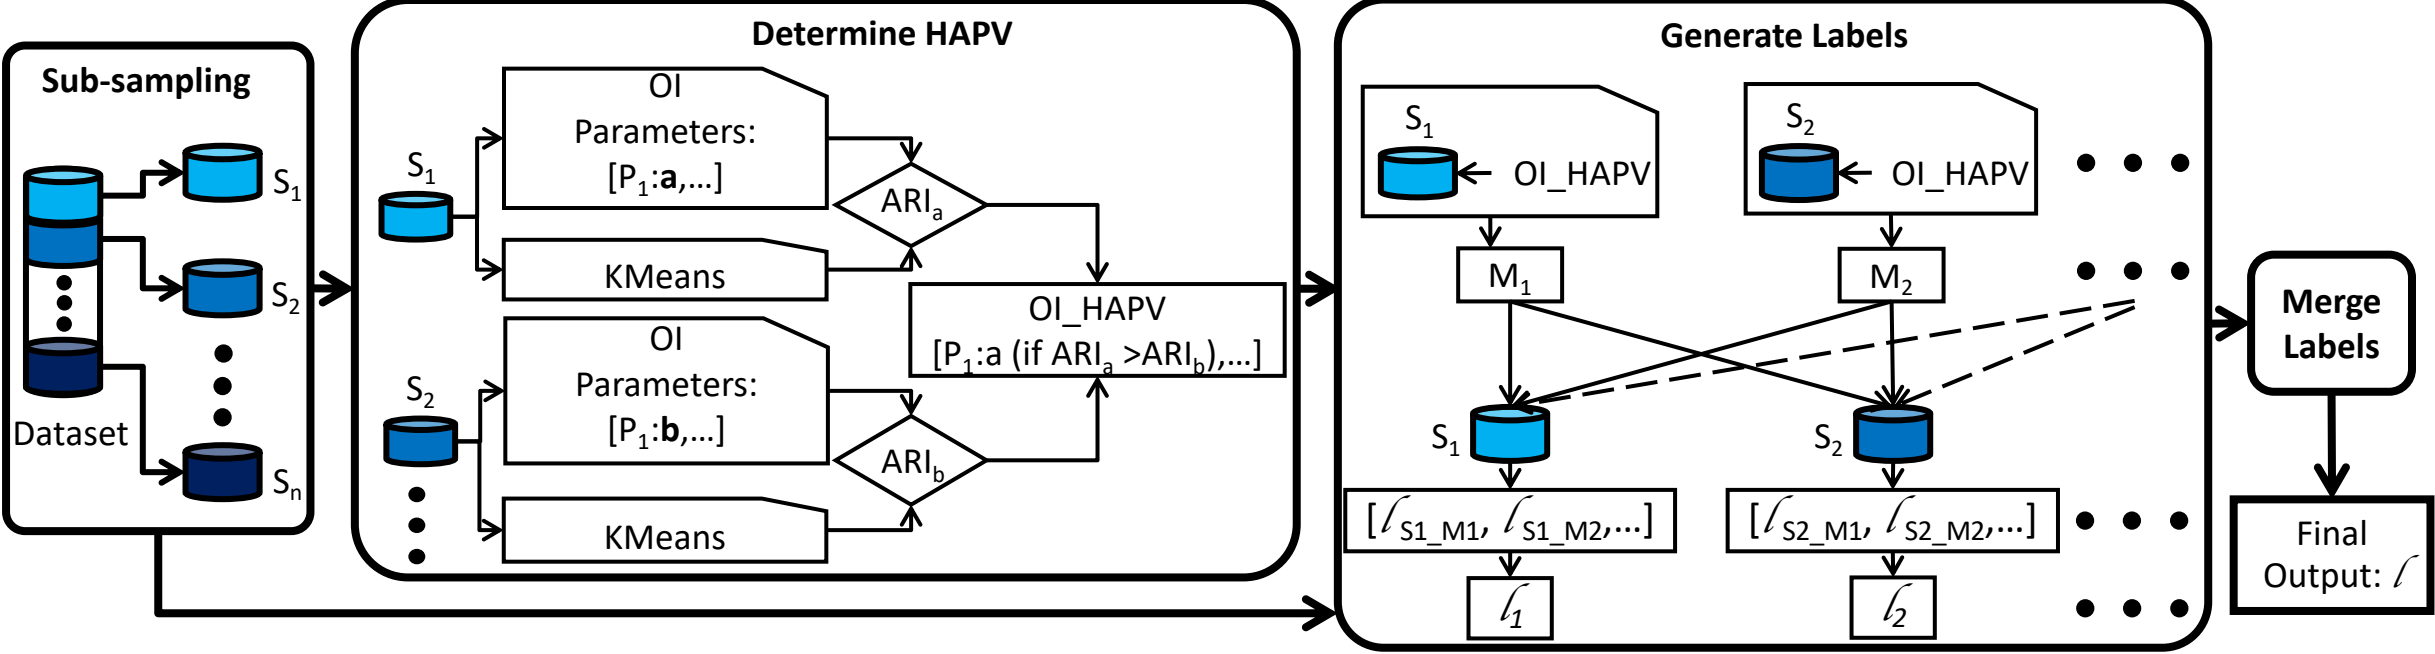 Sub-sampling
S1
S2
Sn
Dataset
Determine HAPV
S1
OI
Parameters:
[P1:a,...]
ARIa
KMeans
OI_HAPV
[P1:a (if ARIa >ARIb),...]
S2
OI
Parameters:
[P1:b,...]
ARIb
KMeans
Generate Labels
S1
OI_HAPV
S2
OI_HAPV
M1
M2
S1
S2
[ℓS1_M1, ℓS1_M2,...]
[ℓS2_M1, ℓS2_M2,...]
ℓ1
ℓ2
Merge
Labels
Final
Output: ℓ